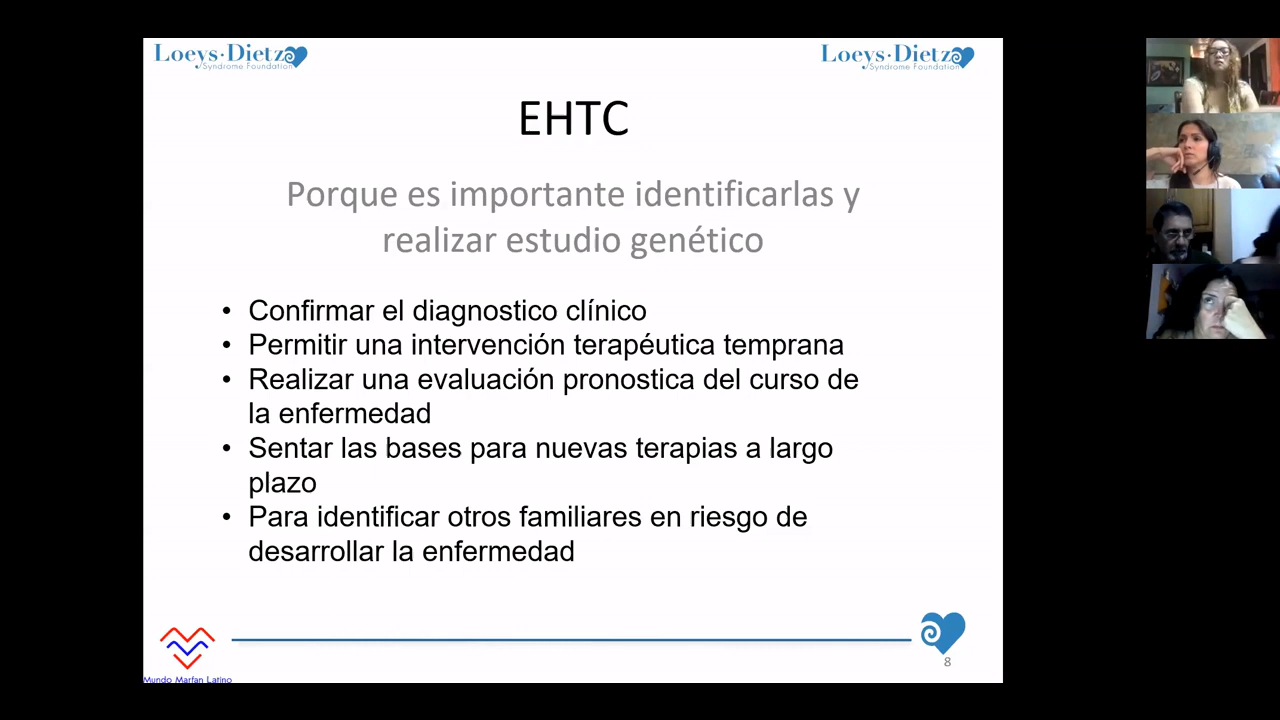 Loeys·Dietz
Syndrome Foundation
Loeys·Dietz
Syndrome Foundation
EHTC
Porque es importante identificarlas y
realizar estudio genético
• Confirmar el diagnostico clínico
• Permitir una intervención terapéutica temprana
• Realizar una evaluación pronostica del curso de
la enfermedad
• Sentar las bases para nuevas terapias a largo
plazo
• Para identificar otros familiares en riesgo de
desarrollar la enfermedad
8
Mundo Marfan Latino